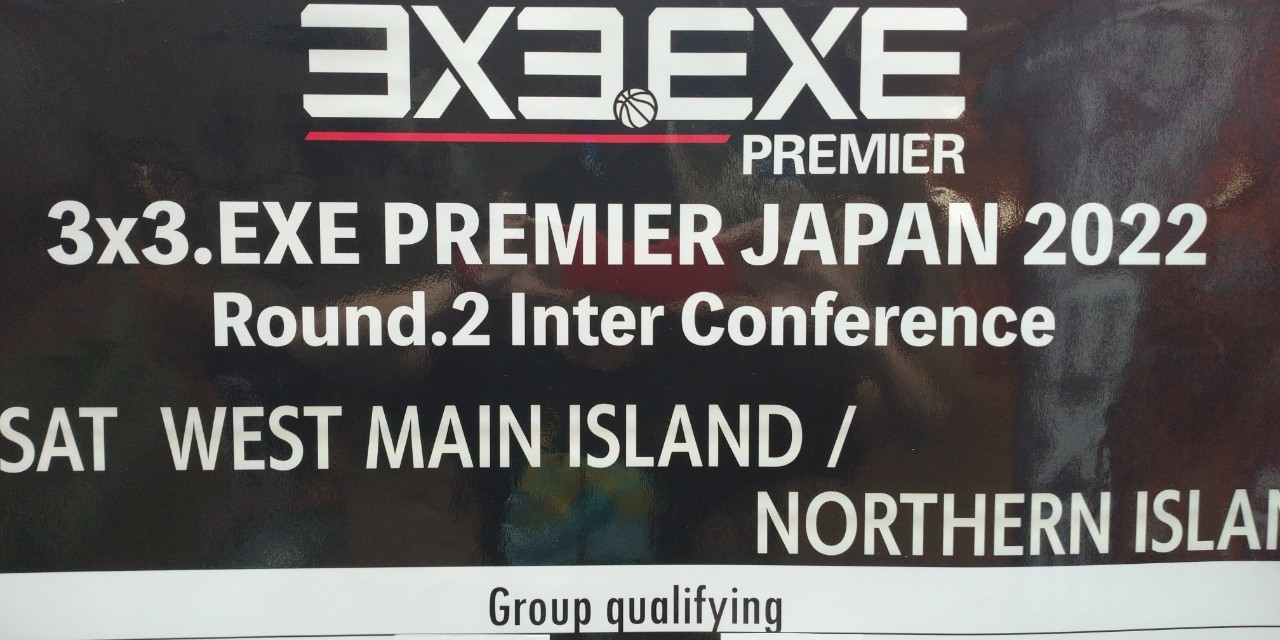 3X3.EXE
PREMIER
3x3.EXE PREMIER JAPAN 2022
Round.2 Inter Conference
SAT WEST MAIN ISLAND /
NORTHERN ISLAN
Group qualifying